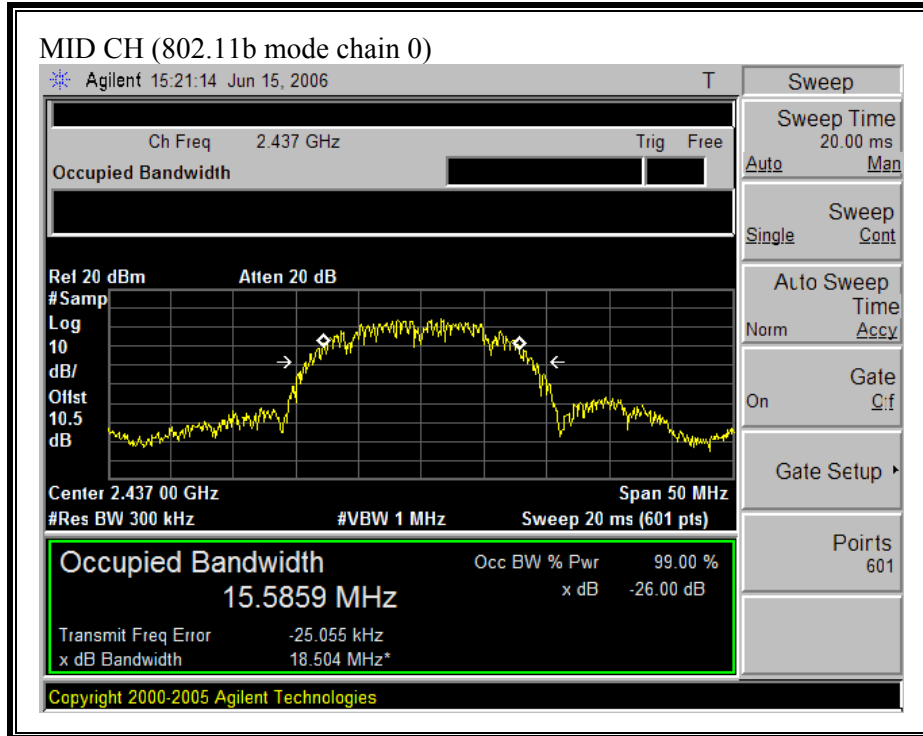 MID CH (802.11b mode chain 0)
Agilent 15:21:14 Jun 15, 2006 T
Ch Freq 2.437 GHz Trig Free
Occupied Bandwidth
Ref 20 dBm Atten 20 dB
#Samp
Log
10
dB/
Offst
10.5
dB
Center 2.437 00 GHz Span 50 MHz
#Res BW 300 kHz #VBW 1 MHz Sweep 20 ms (601 pts)
Occupied Bandwidth Occ BW % Pwr 99.00 %
15.5859 MHz x dB -26.00 dB
Transmit Freq Error -25.055 kHz
x dB Bandwidth 18.504 MHz*
Copyright 2000-2005 Agilent Technologies
Sweep
Sweep Time
20.00 ms
Auto Man
Sweep
Single Cont
Auto Sweep
Time
Norm Accy
Gate
On Off
Gate Setup
Points
601